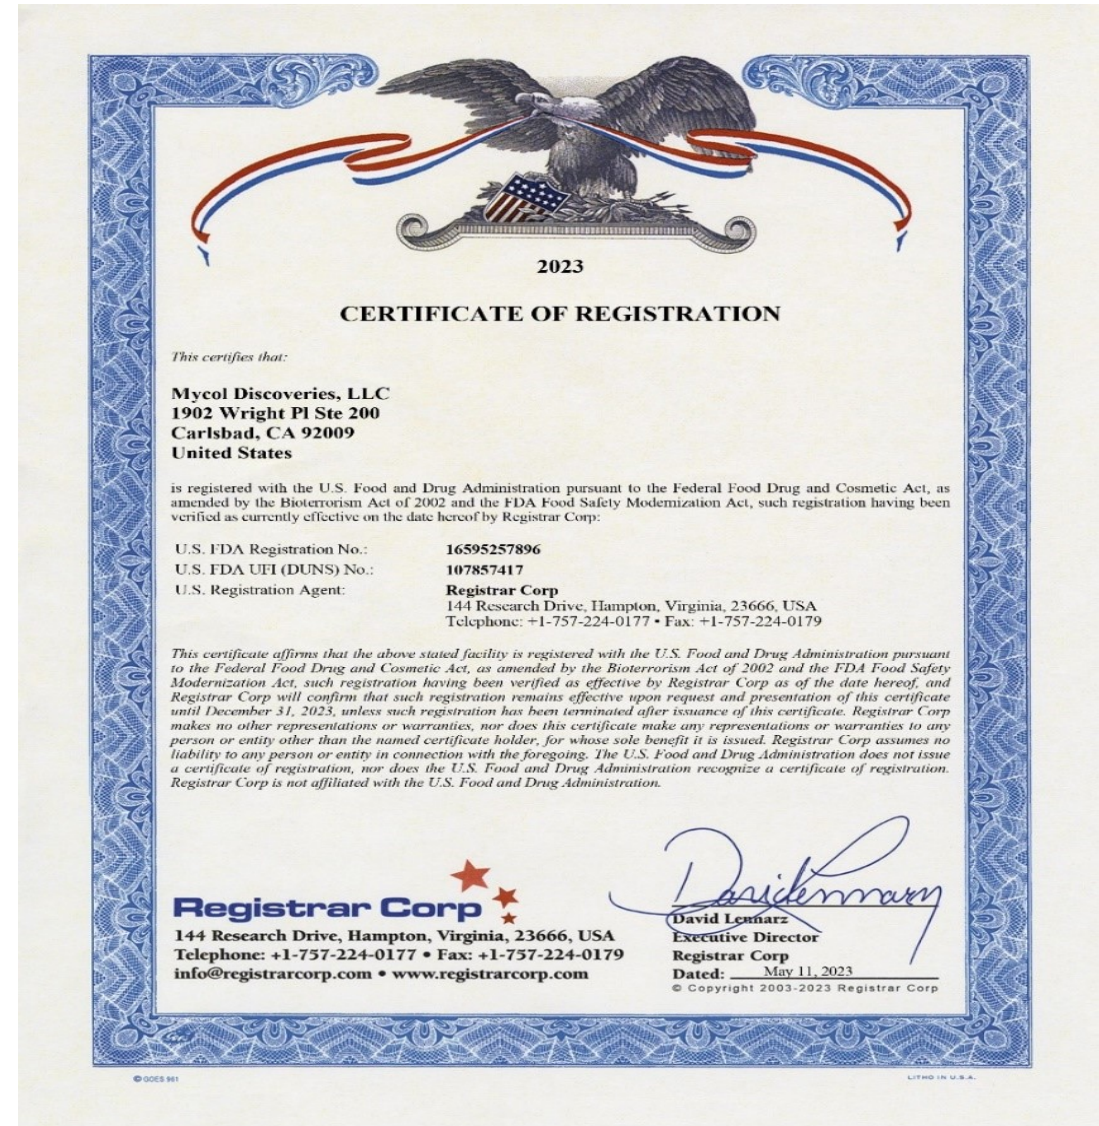 2023
CERTIFICATE OF REGISTRATION
This certifies that:
Mycol Discoveries, LLC
1902 Wright Pl Ste 200
Carlsbad, CA 92009
United States
is registered with the U.S. Food and Drug Administration pursuant to the Federal Food Drug and Cosmetic Act, as
amended by the Bioterrorism Act of 2002 and the FDA Food Safety Modernization Act, such registration having been
verified as currently effective on the date hereof by Registrar Corp:
U.S. FDA Registration No.: 16595257896
U.S. FDA UFI (DUNS) No.: 107857417
U.S. Registration Agent: Registrar Corp
144 Research Drive, Hampton, Virginia, 23666, USA
Telephone: +1-757-224-0177 • Fax: +1-757-224-0179
This certificate affirms that the above stated facility is registered with the U.S. Food and Drug Administration pursuant
to the Federal Food Drug and Cosmetic Act, as amended by the Bioterrorism Act of 2002 and the FDA Food Safety
Modernization Act, such registration having been verified as effective by Registrar Corp as of the date hereof, and
Registrar Corp will confirm that such registration remains effective upon request and presentation of this certificate
until December 31, 2023, unless such registration has been terminated after issuance of this certificate. Registrar Corp
makes no other representations or warranties, nor does this certificate make any representations or warranties to any
person or entity other than the named certificate holder, for whose sole benefit it is issued. Registrar Corp assumes no
liability to any person or entity in connection with the foregoing. The U.S. Food and Drug Administration does not issue
a certificate of registration, nor does the U.S. Food and Drug Administration recognize a certificate of registration.
Registrar Corp is not affiliated with the U.S. Food and Drug Administration.
Registrar Corp
144 Research Drive, Hampton, Virginia, 23666, USA
Telephone: +1-757-224-0177 • Fax: +1-757-224-0179
info@registrarcorp.com • www.registrarcorp.com
David Lennarz
David Lennarz
Executive Director
Registrar Corp
Dated: May 11, 2023
© Copyright 2003-2023 Registrar Corp
© GOES 961
LITHO IN U.S.A.